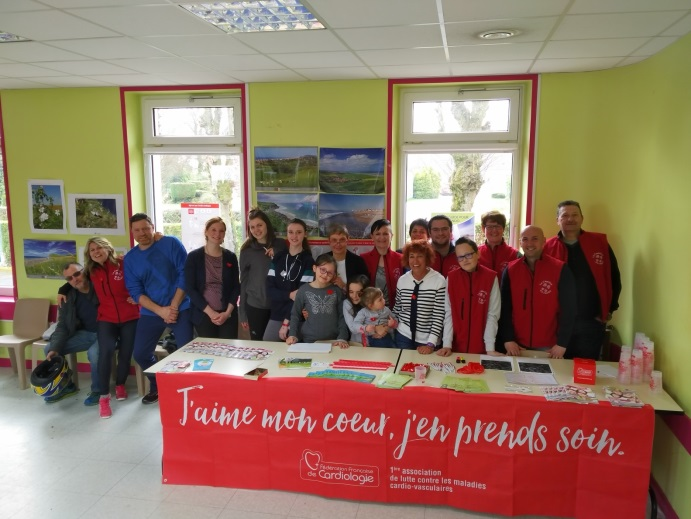 J'aime mon coeur, j'en prends soin.
Fédération Française
de Cardiologie
1ère association
de lutte contre les maladies
cardio-vasculaires